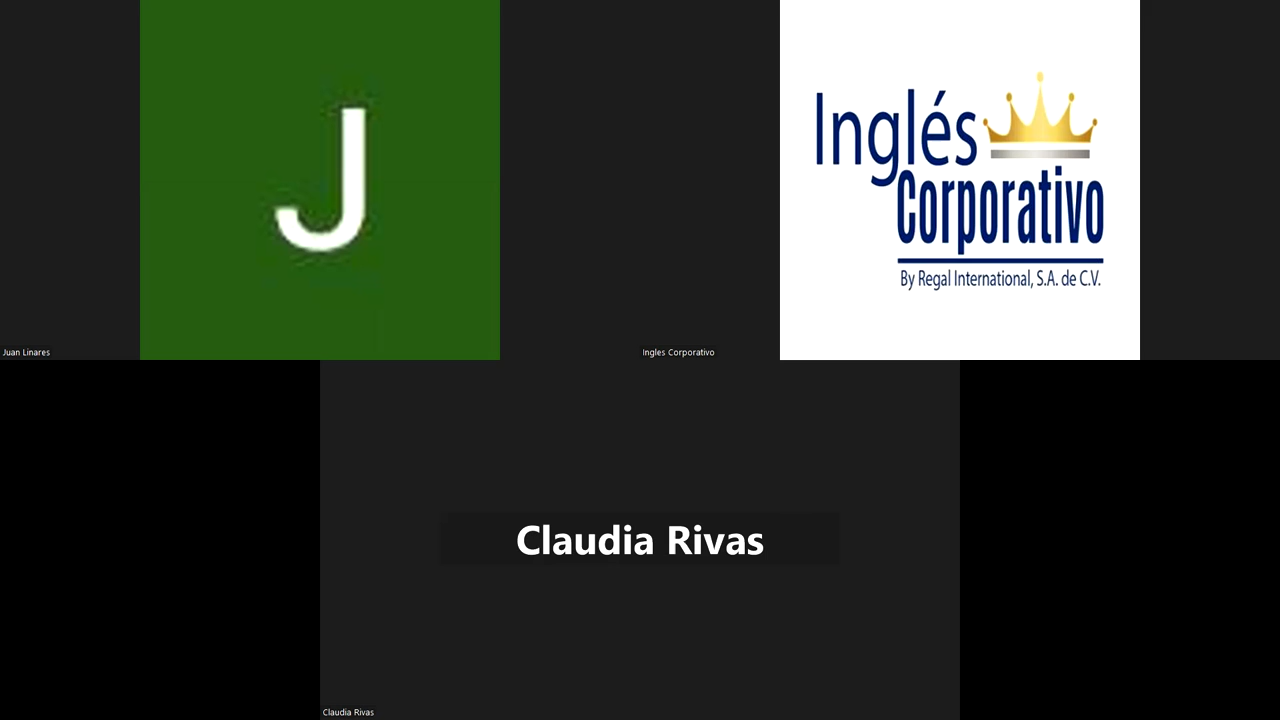 J
Juan Linares
Inglés
Corporativo
By Regal International, S.A. de C.V.
Ingles Corporativo
Claudia Rivas
Claudia Rivas